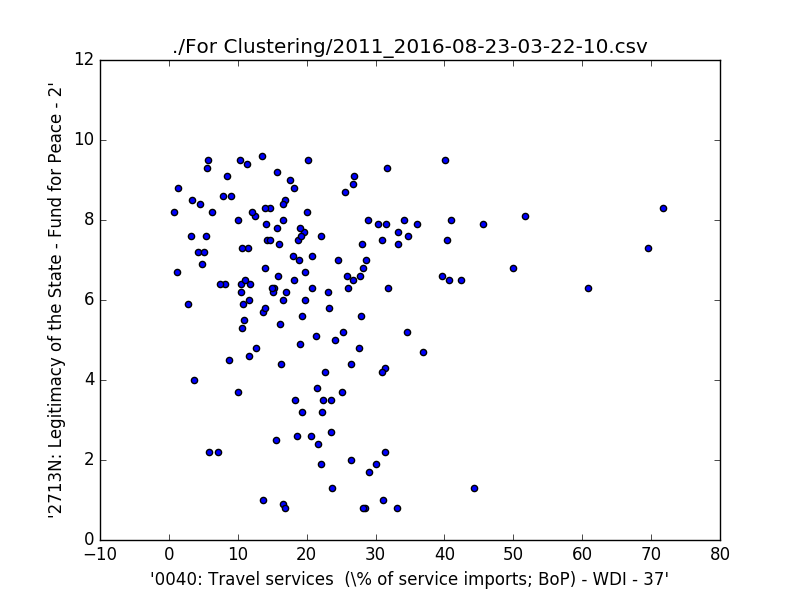 ./For Clustering/2011_2016-08-23-03-22-10.csv
'2713N: Legitimacy of the State - Fund for Peace - 2'
12
10
8
6
4
2
0
−10 0 10 20 30 40 50 60 70 80
'0040: Travel services  (\% of service imports; BoP) - WDI - 37'